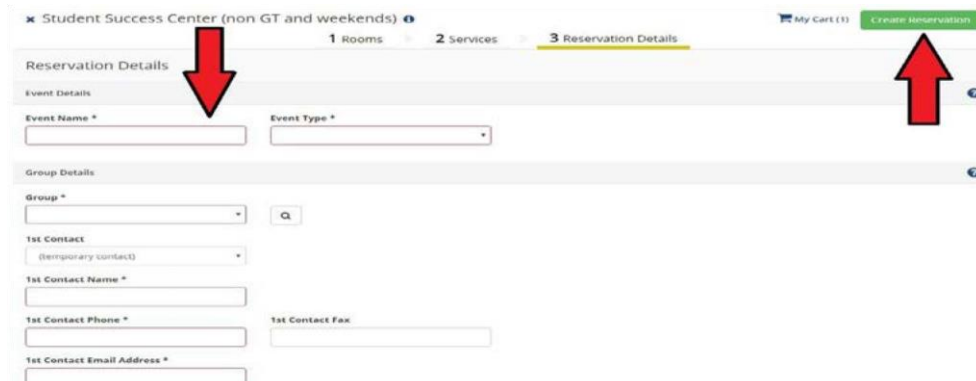 × Student Success Center (non GT and weekends)
My Cart (1) Create Reservation
1 Rooms 2 Services 3 Reservation Details
Reservation Details
Event Details
Event Name * Event Type *
Group Details
Group *
1st Contact
(temporary contact)
1st Contact Name *
1st Contact Phone * 1st Contact Fax
1st Contact Email Address *